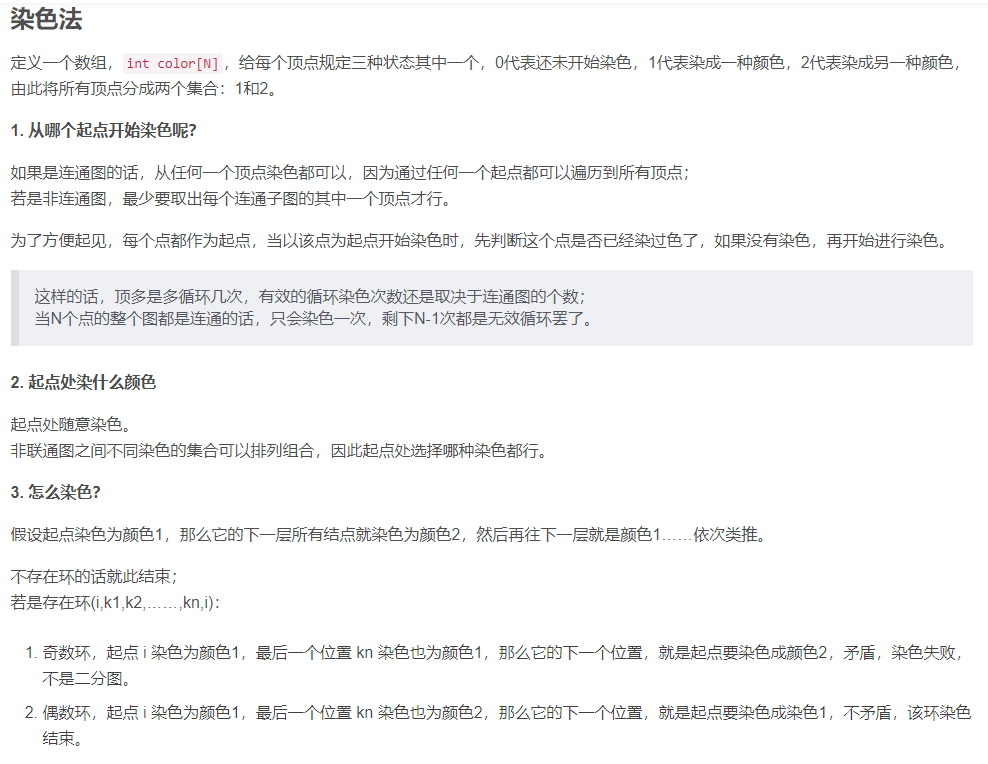 染色法
定义一个数组，int color[N]，给每个顶点规定三种状态其中一个，0代表还未开始染色，1代表染成一种颜色，2代表染成另一种颜色，
由此将所有顶点分成两个集合：1和2。
1. 从哪个起点开始染色呢？
如果是连通图的话，从任何一个顶点染色都可以，因为通过任何一个起点都可以遍历到所有顶点；
若是非连通图，最少要取出每个连通子图的其中一个顶点才行。
为了方便起见，每个点都作为起点，当以该点为起点开始染色时，先判断这个点是否已经染过色了，如果没有染色，再开始进行染色。
这样的话，顶多是多循环几次，有效的循环染色次数还是取决于连通图的个数；
当N个点的整个图都是连通的话，只会染色一次，剩下N-1次都是无效循环罢了。
2. 起点处染什么颜色
起点处随意染色。
非联通图之间不同染色的集合可以排列组合，因此起点处选择哪种染色都行。
3. 怎么染色？
假设起点染色为颜色1，那么它的下一层所有结点就染色为颜色2，然后再往下一层就是颜色1……依次类推。
不存在环的话就此结束；
若是存在环(i,k1,k2,……,kn,i)：
1. 奇数环，起点 i 染色为颜色1，最后一个位置 kn 染色也为颜色1，那么它的下一个位置，就是起点要染色成颜色2，矛盾，染色失败，
不是二分图。
2. 偶数环，起点 i 染色为颜色1，最后一个位置 kn 染色也为颜色2，那么它的下一个位置，就是起点要染色成染色1，不矛盾，该环染色
结束。